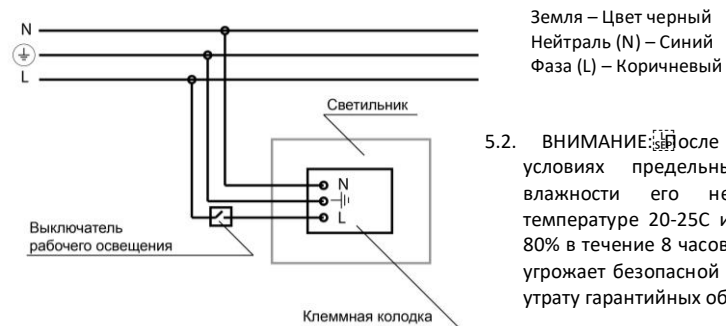 N
L
Светильник
N
L
Выключатель
рабочего освещения
Клеммная колодка
Земля – Цвет черный
Нейтраль (N) – Синий
Фаза (L) – Коричневый
5.2. ВНИМАНИЕ: После
условиях предельны
влажности его не
температуре 20-25С и
80% в течение 8 часов
угрожает безопасной
утрату гарантийных об